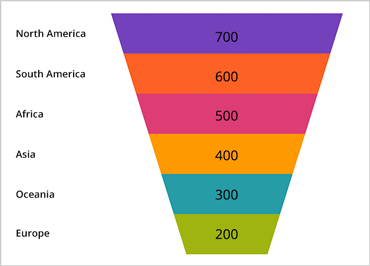 North America 700
South America 600
Africa 500
Asia 400
Oceania 300
Europe 200